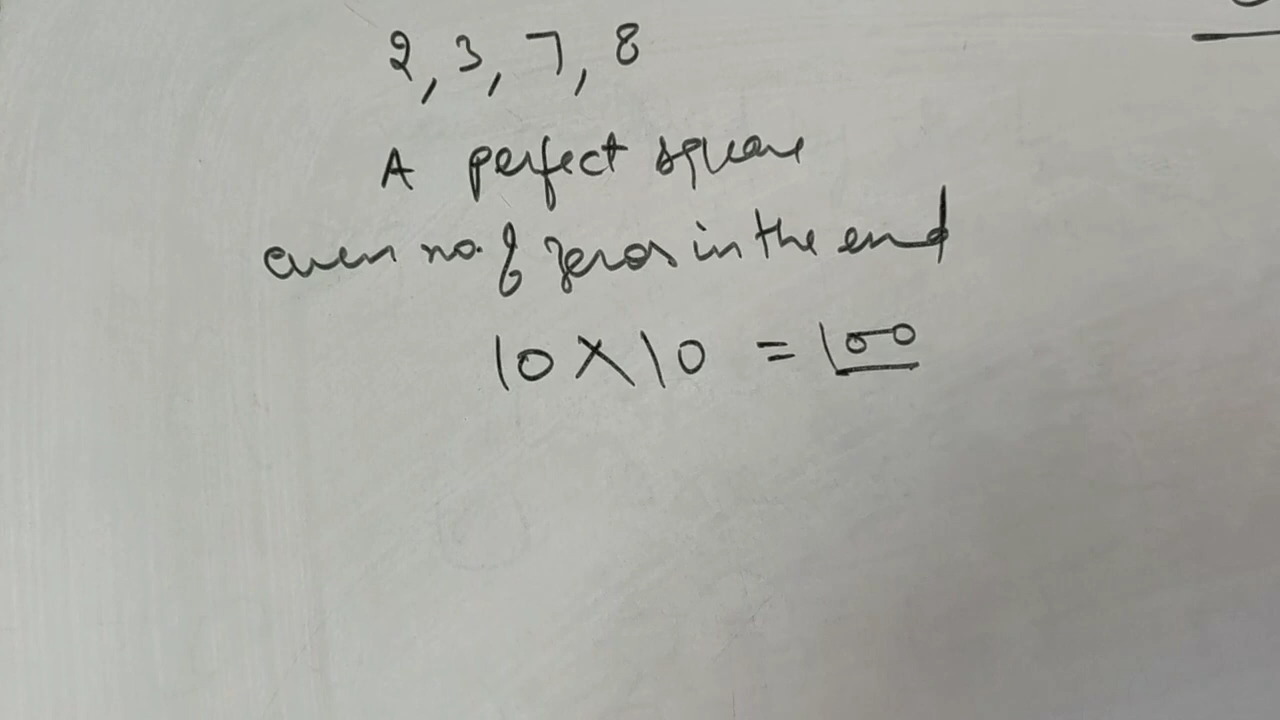 2, 3, 7, 8
A perfect square
even no. of zeros in the end
10 X 10 = 100